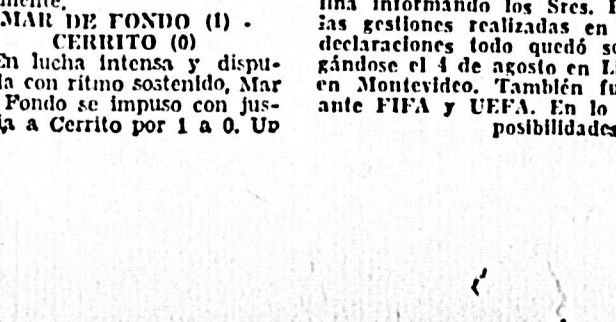 MAR DE FONDO (1) -
CERRITO (0)
En lucha intensa y dispu-
da con ritmo sostenido, Mar
Fondo se impuso con jus-
a a Cerrito por 1 a 0. Un
informando los Sres.
gestiones realizadas en
declaraciones todo quedó
gándose el 4 de agosto en
en Montevideo. También
ante FIFA y UEFA. En lo
posibilidades